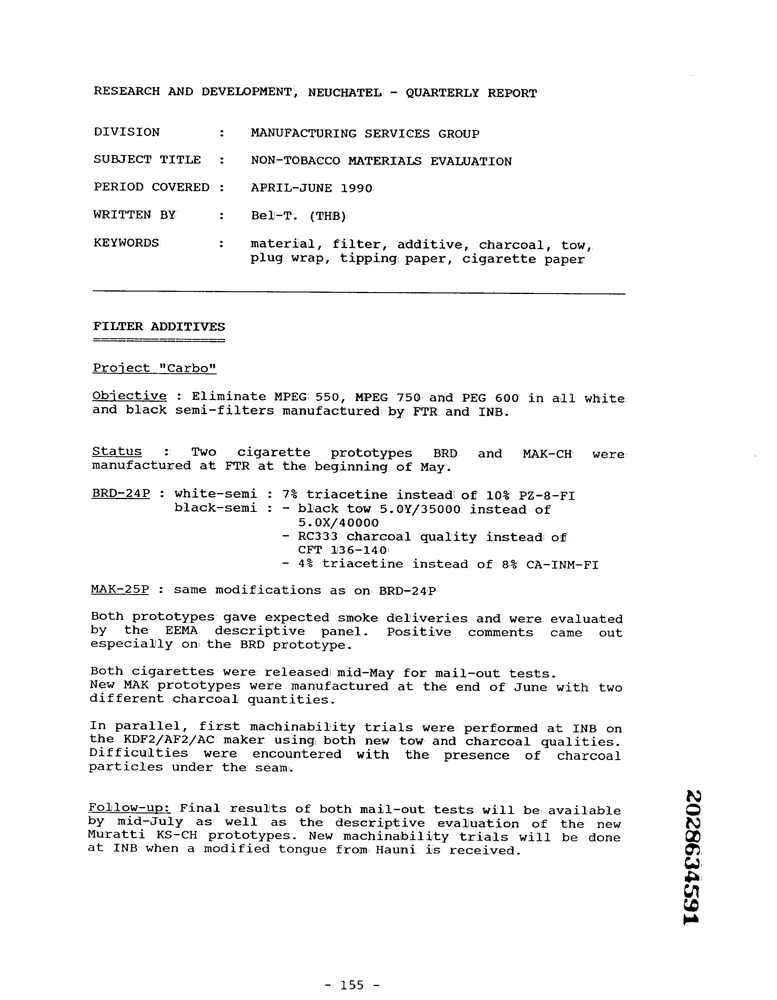 RESEARCH AND DEVELOPMENT, NEUCHATEL - QUARTERLY REPORT
DIVISION : MANUFACTURING SERVICES GROUP
SUBJECT TITLE : NON-TOBACCO MATERIALS EVALUATION
PERIOD COVERED : APRIL-JUNE 1990
WRITTEN BY : Bel-T. (THB)
KEYWORDS : material, filter, additive, charcoal, tow,
plug wrap, tipping paper, cigarette paper
FILTER ADDITIVES
================
Project "Carbo"
Objective : Eliminate MPEG 550, MPEG 750 and PEG 600 in all white
and black semi-filters manufactured by FTR and INB.
Status : Two cigarette prototypes BRD and MAK-CH were
manufactured at FTR at the beginning of May.
BRD-24P : white-semi : 7% triacetine instead of 10% PZ-8-FI
black-semi : - black tow 5.0Y/35000 instead of
5.0X/40000
- RC333 charcoal quality instead of
CFT 136-140
- 4% triacetine instead of 8% CA-INM-FI
MAK-25P : same modifications as on BRD-24P
Both prototypes gave expected smoke deliveries and were evaluated
by the EEMA descriptive panel. Positive comments came out
especially on the BRD prototype.
Both cigarettes were released mid-May for mail-out tests.
New MAK prototypes were manufactured at the end of June with two
different charcoal quantities.
In parallel, first machinability trials were performed at INB on
the KDF2/AF2/AC maker using both new tow and charcoal qualities.
Difficulties were encountered with the presence of charcoal
particles under the seam.
Follow-up: Final results of both mail-out tests will be available
by mid-July as well as the descriptive evaluation of the new
Muratti KS-CH prototypes. New machinability trials will be done
at INB when a modified tongue from Hauni is received.
2028634591
- 155 -